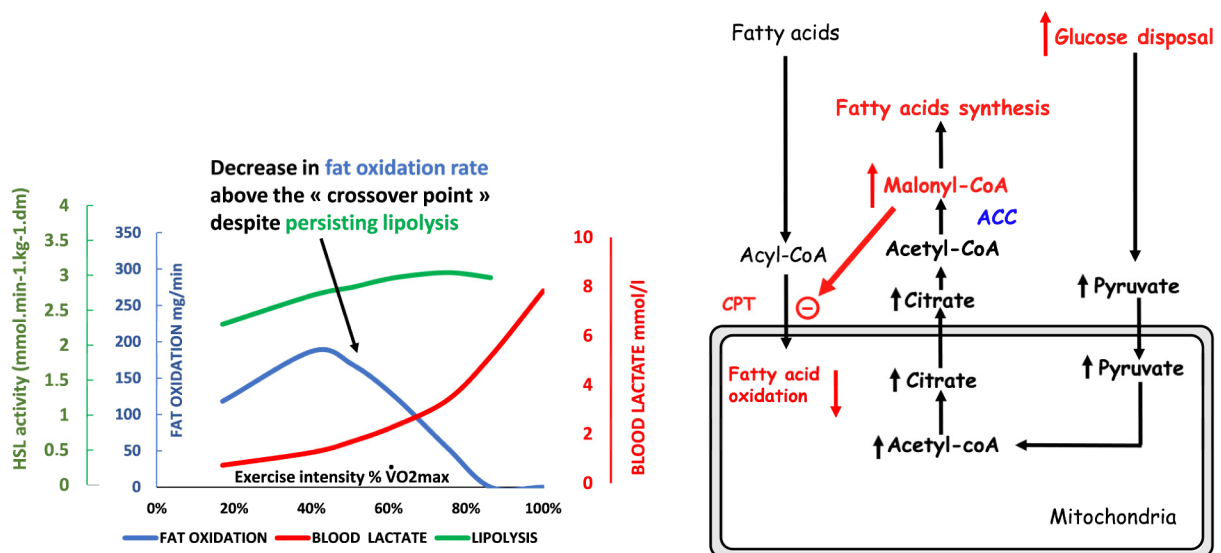 Decrease in fat oxidation rate
above the « crossover point »
despite persisting lipolysis
HSL activity (mmol.min-1.kg-1.dm)
4
3.5
3
2.5
2
1.5
1
0.5
0
FAT OXIDATION mg/min
350
300
250
200
150
100
50
0
BLOOD LACTATE mmol/l
10
8
6
4
2
0
Exercise intensity % V̇O2max
0%
20%
40%
60%
80%
100%
FAT OXIDATION
BLOOD LACTATE
LIPOLYSIS
Fatty acids
Glucose disposal
Fatty acids synthesis
Malonyl-CoA
ACC
Acyl-CoA
Acetyl-CoA
CPT
Citrate
Pyruvate
Fatty acid
oxidation
Citrate
Pyruvate
Acetyl-coA
Mitochondria